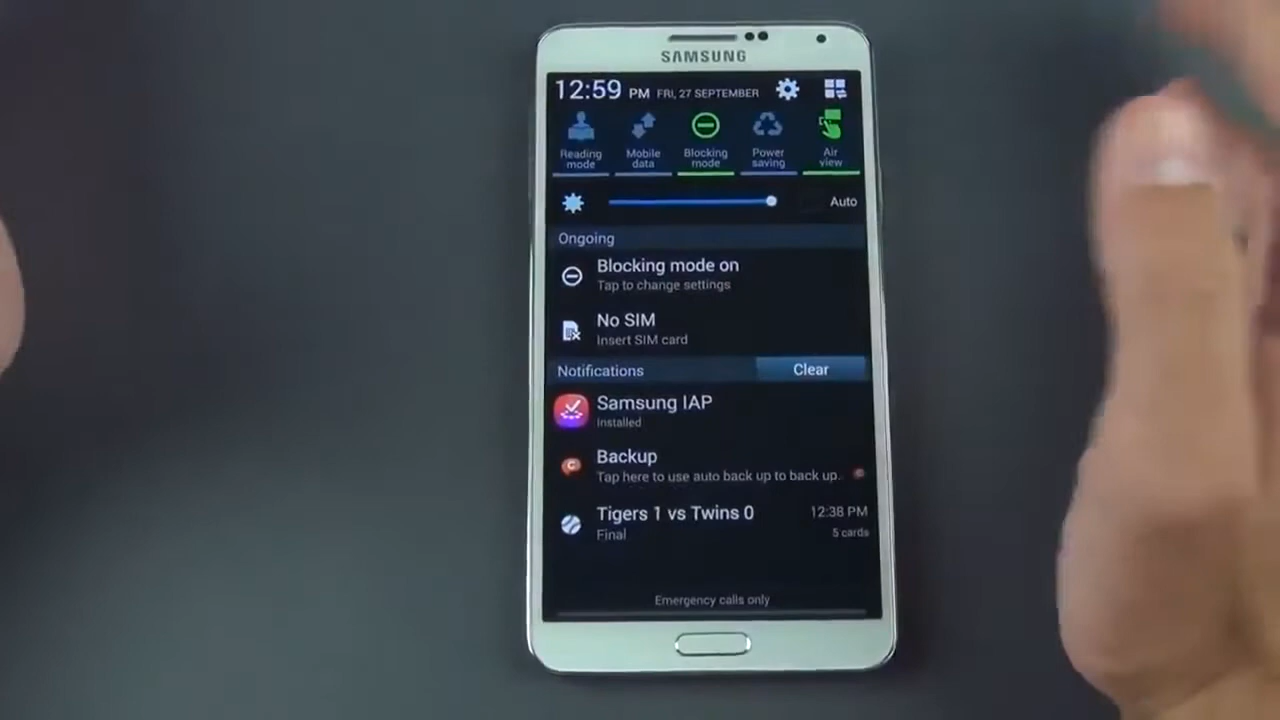 SAMSUNG
12:59 PM FRI, 27 SEPTEMBER
Reading mode
Mobile data
Blocking mode
Power saving
Air view
Auto
Ongoing
Blocking mode on
Tap to change settings
No SIM
Insert SIM card
Notifications
Clear
Samsung IAP
Installed
Backup
Tap here to use auto back up to back up.
Tigers 1 vs Twins 0 12:38 PM
Final 5 cards
Emergency calls only